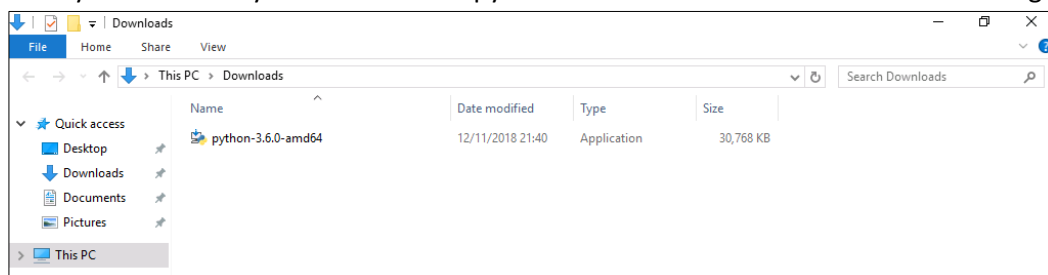 py
Downloads
File Home Share View
This PC > Downloads
Search Downloads
Name Date modified Type Size
Quick access
python-3.6.0-amd64 12/11/2018 21:40 Application 30,768 KB
Desktop
Downloads
Documents
Pictures
> This PC